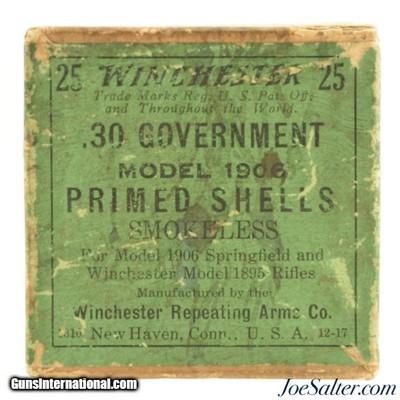 25 WINCHESTER 25
Trade Marks Reg. U. S. Pat. Off.
and Throughout the World.
.30 GOVERNMENT
MODEL 1906
PRIMED SHELLS
SMOKELESS
For Model 1906 Springfield and
Winchester Model 1895 Rifles
Manufactured by the
Winchester Repeating Arms Co.
New Haven, Conn., U. S. A. 12-17
GunsInternational.com
JoeSalter.com